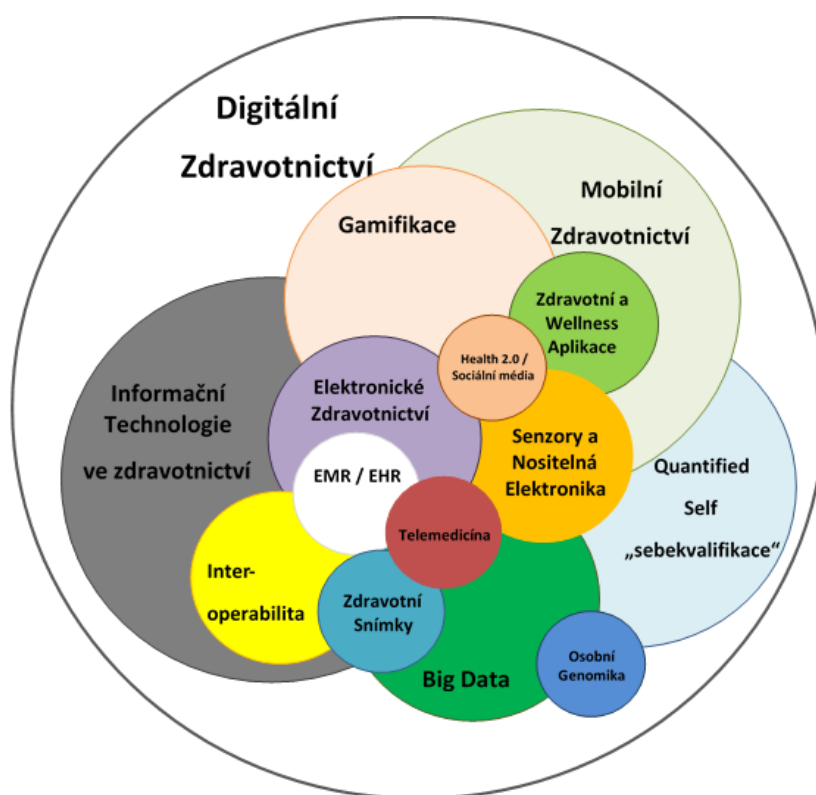 Digitální
Zdravotnictví
Mobilní
Zdravotnictví
Gamifikace
Zdravotní a
Wellness
Aplikace
Health 2.0 /
Sociální média
Informační
Technologie
ve zdravotnictví
Elektronické
Zdravotnictví
Senzory a
Nositelná
Elektronika
Quantified
Self
„sebekvalifikace“
EMR / EHR
Telemedicína
Inter-
operabilita
Zdravotní
Snímky
Big Data
Osobní
Genomika